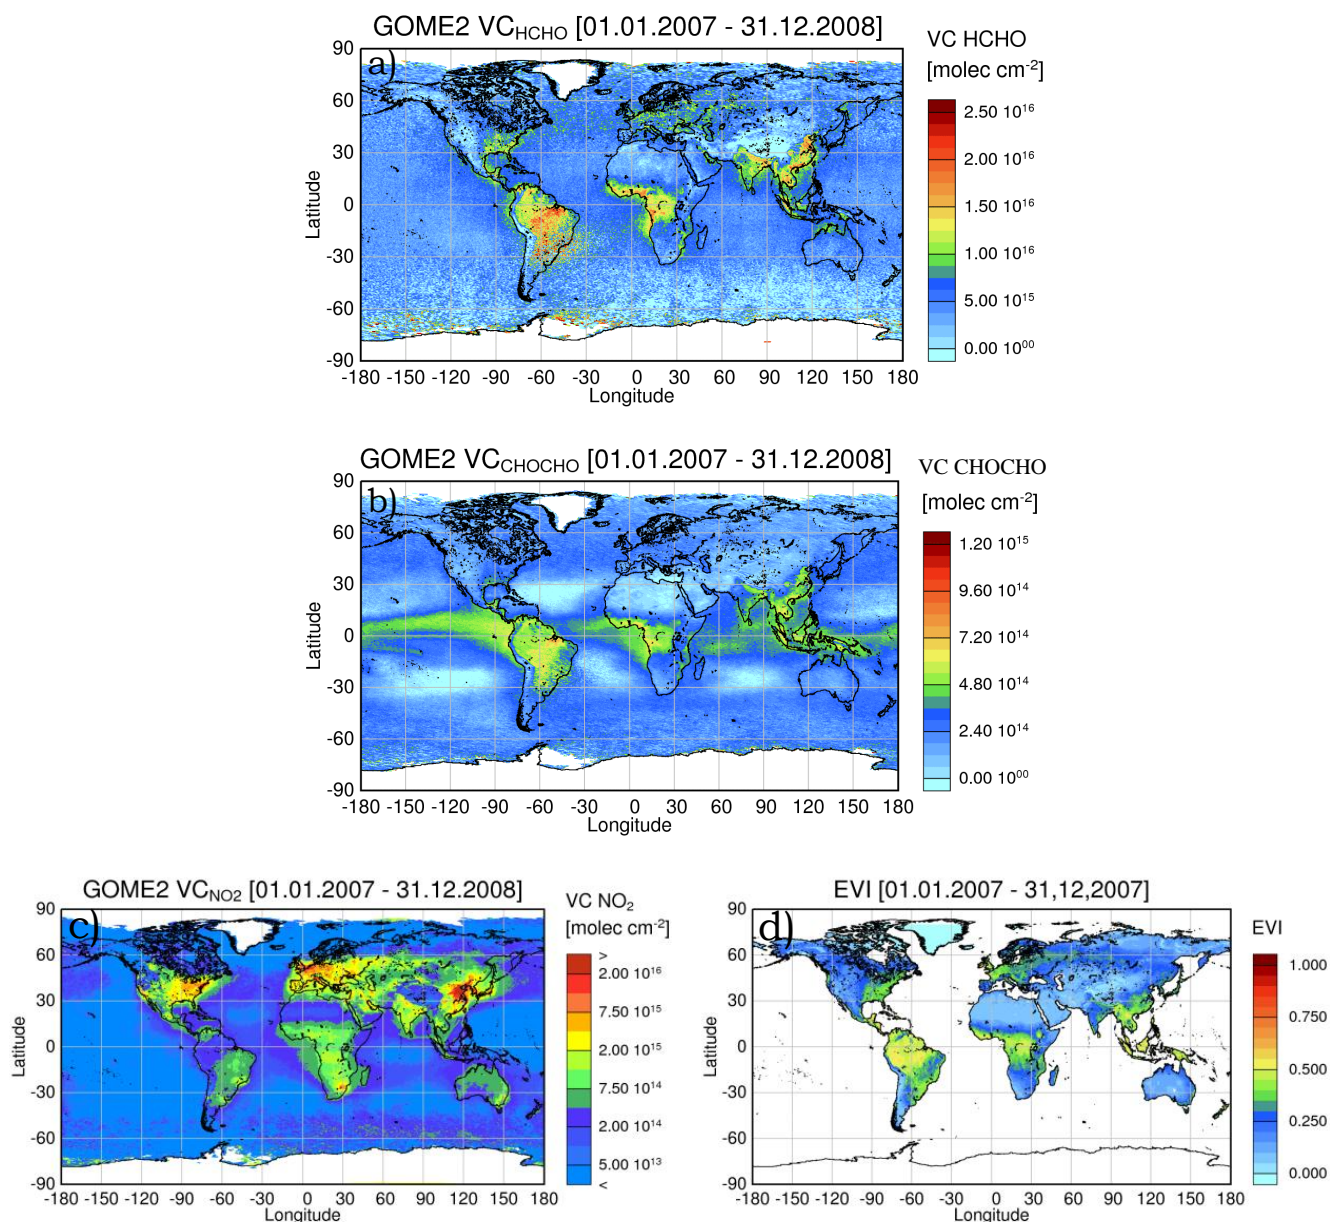 GOME2 VC_HCHO [01.01.2007 - 31.12.2008]
VC HCHO
[molec cm⁻²]
a)
90
60
30
0
-30
-60
-90
Latitude
-180 -150 -120 -90 -60 -30 0 30 60 90 120 150 180
Longitude
2.50 10¹⁶
2.00 10¹⁶
1.50 10¹⁶
1.00 10¹⁶
5.00 10¹⁵
0.00 10⁰⁰
GOME2 VC_CHOCHO [01.01.2007 - 31.12.2008]
VC CHOCHO
[molec cm⁻²]
b)
90
60
30
0
-30
-60
-90
Latitude
-180 -150 -120 -90 -60 -30 0 30 60 90 120 150 180
Longitude
1.20 10¹⁵
9.60 10¹⁴
7.20 10¹⁴
4.80 10¹⁴
2.40 10¹⁴
0.00 10⁰⁰
GOME2 VC_NO2 [01.01.2007 - 31.12.2008]
VC NO₂
[molec cm⁻²]
c)
90
60
30
0
-30
-60
-90
Latitude
-180 -150 -120 -90 -60 -30 0 30 60 90 120 150 180
Longitude
>
2.00 10¹⁶
7.50 10¹⁵
2.00 10¹⁵
7.50 10¹⁴
2.00 10¹⁴
5.00 10¹³
<
EVI [01.01.2007 - 31,12,2007]
EVI
d)
90
60
30
0
-30
-60
-90
Latitude
-180 -150 -120 -90 -60 -30 0 30 60 90 120 150 180
Longitude
1.000
0.750
0.500
0.250
0.000